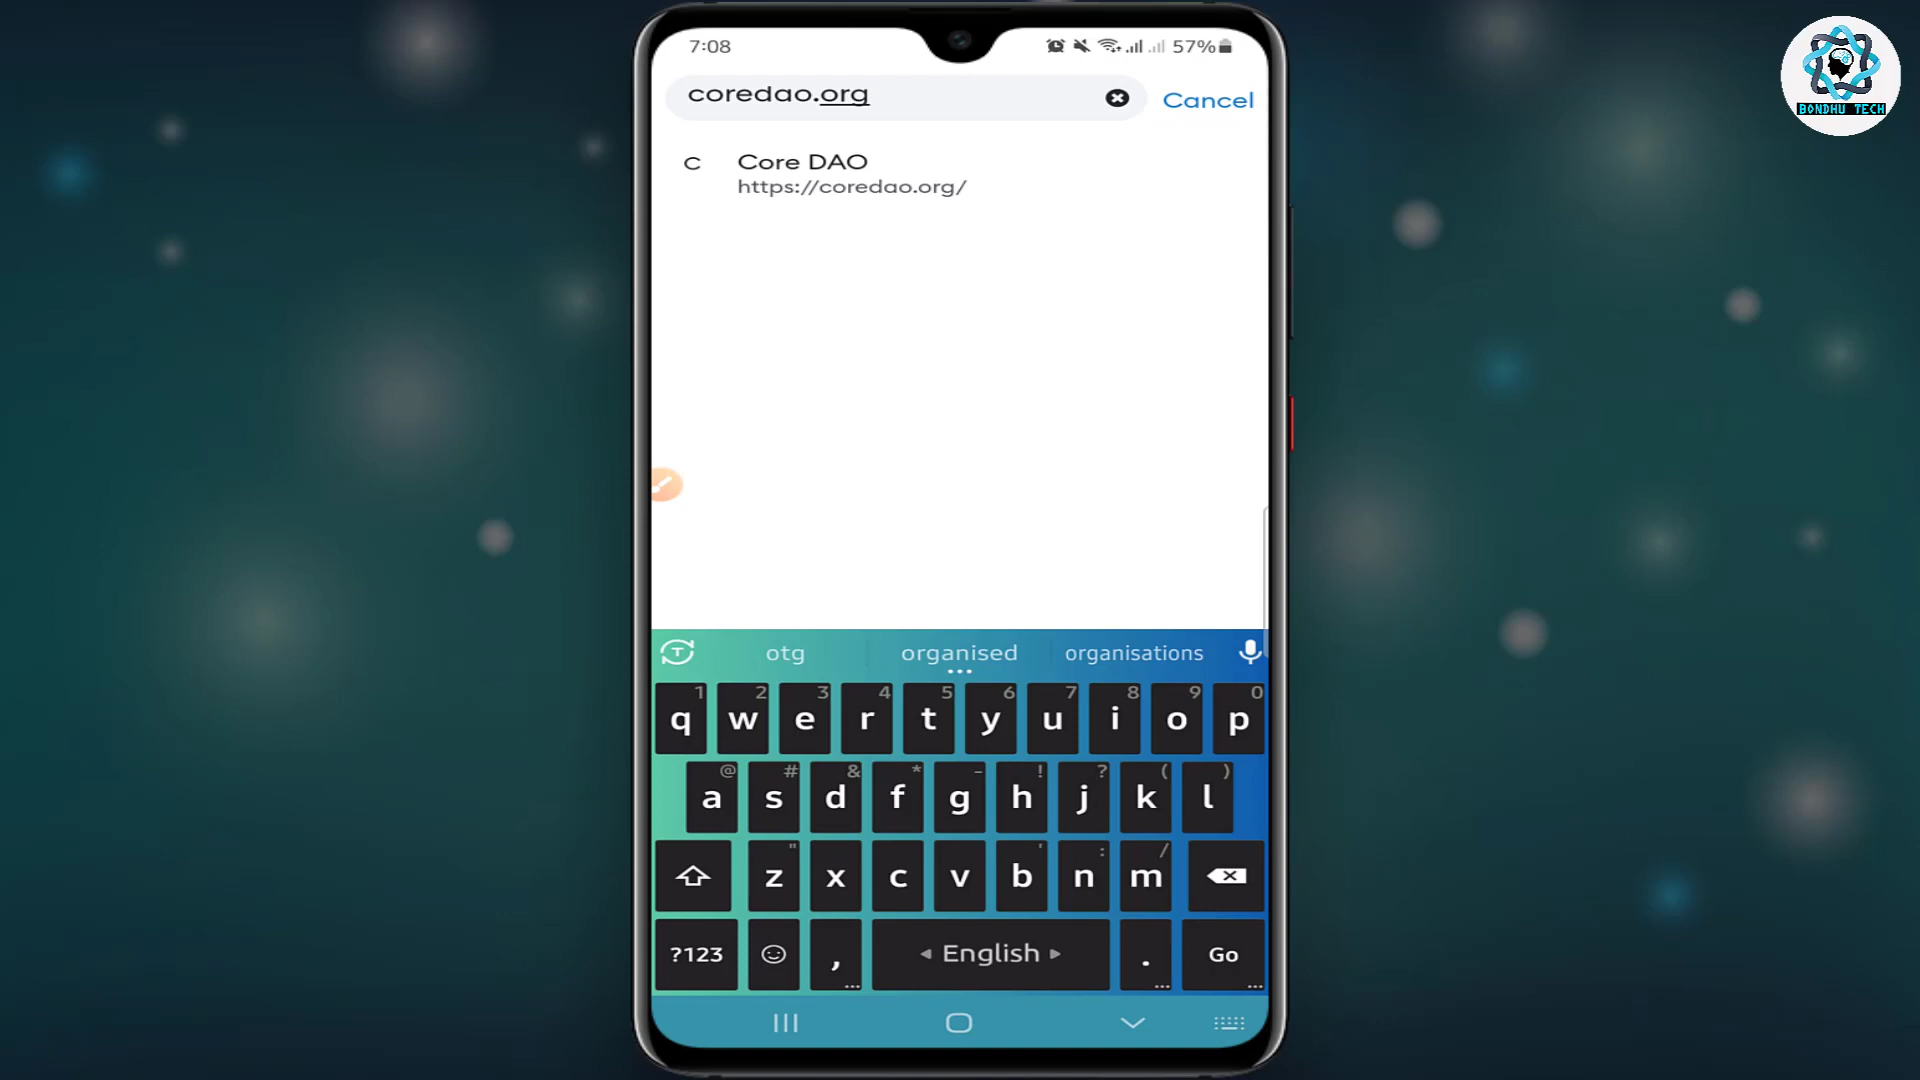 7:08
57%
BONDHU TECH
coredao.org
Cancel
C
Core DAO
https://coredao.org/
otg organised organisations
1 2 3 4 5 6 7 8 9 0
q w e r t y u i o p
@ # & * - ! ? ( )
a s d f g h j k l
" ' : /
z x c v b n m
?123 , English . Go